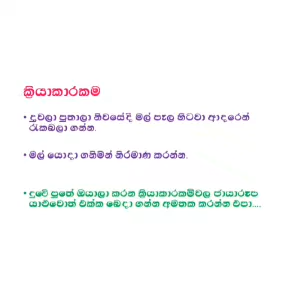 ක්‍රියාකාරකම
• දුවලා පුතාලා නිවසේදි මල් පැල හිටවා ආදරෙන්
රැකබලා ගන්න.
• මල් යොදා ගනිමින් නිර්මාණ කරන්න.
• දුවේ පුතේ ඔයාලා කරන ක්‍රියාකාරකම්වල ඡායාරූප
යාළුවොත් එක්ක බෙදා ගන්න අමතක කරන්න එපා....